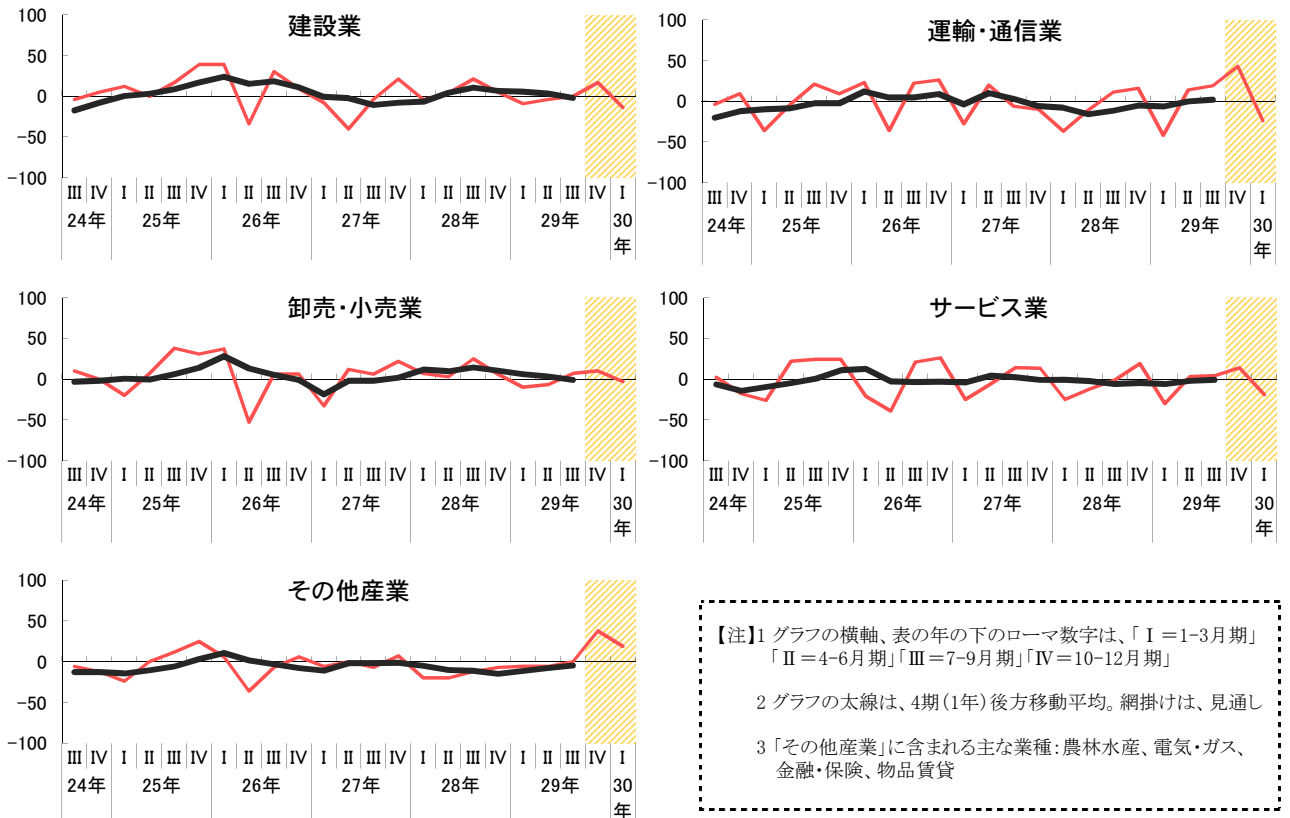 建設業
100
50
0
-50
-100
Ⅲ Ⅳ Ⅰ Ⅱ Ⅲ Ⅳ Ⅰ Ⅱ Ⅲ Ⅳ Ⅰ Ⅱ Ⅲ Ⅳ Ⅰ Ⅱ Ⅲ Ⅳ Ⅰ Ⅱ Ⅲ Ⅳ Ⅰ
24年 25年 26年 27年 28年 29年 30
年
運輸・通信業
100
50
0
-50
-100
Ⅲ Ⅳ Ⅰ Ⅱ Ⅲ Ⅳ Ⅰ Ⅱ Ⅲ Ⅳ Ⅰ Ⅱ Ⅲ Ⅳ Ⅰ Ⅱ Ⅲ Ⅳ Ⅰ Ⅱ Ⅲ Ⅳ Ⅰ
24年 25年 26年 27年 28年 29年 30
年
卸売・小売業
100
50
0
-50
-100
Ⅲ Ⅳ Ⅰ Ⅱ Ⅲ Ⅳ Ⅰ Ⅱ Ⅲ Ⅳ Ⅰ Ⅱ Ⅲ Ⅳ Ⅰ Ⅱ Ⅲ Ⅳ Ⅰ Ⅱ Ⅲ Ⅳ Ⅰ
24年 25年 26年 27年 28年 29年 30
年
サービス業
100
50
0
-50
-100
Ⅲ Ⅳ Ⅰ Ⅱ Ⅲ Ⅳ Ⅰ Ⅱ Ⅲ Ⅳ Ⅰ Ⅱ Ⅲ Ⅳ Ⅰ Ⅱ Ⅲ Ⅳ Ⅰ Ⅱ Ⅲ Ⅳ Ⅰ
24年 25年 26年 27年 28年 29年 30
年
その他産業
100
50
0
-50
-100
Ⅲ Ⅳ Ⅰ Ⅱ Ⅲ Ⅳ Ⅰ Ⅱ Ⅲ Ⅳ Ⅰ Ⅱ Ⅲ Ⅳ Ⅰ Ⅱ Ⅲ Ⅳ Ⅰ Ⅱ Ⅲ Ⅳ Ⅰ
24年 25年 26年 27年 28年 29年 30
年
【注】1 グラフの横軸、表の年の下のローマ数字は、「Ⅰ=1-3月期」
「Ⅱ=4-6月期」「Ⅲ=7-9月期」「Ⅳ=10-12月期」
2 グラフの太線は、4期(1年)後方移動平均。網掛けは、見通し
3 「その他産業」に含まれる主な業種:農林水産、電気・ガス、
金融・保険、物品賃貸